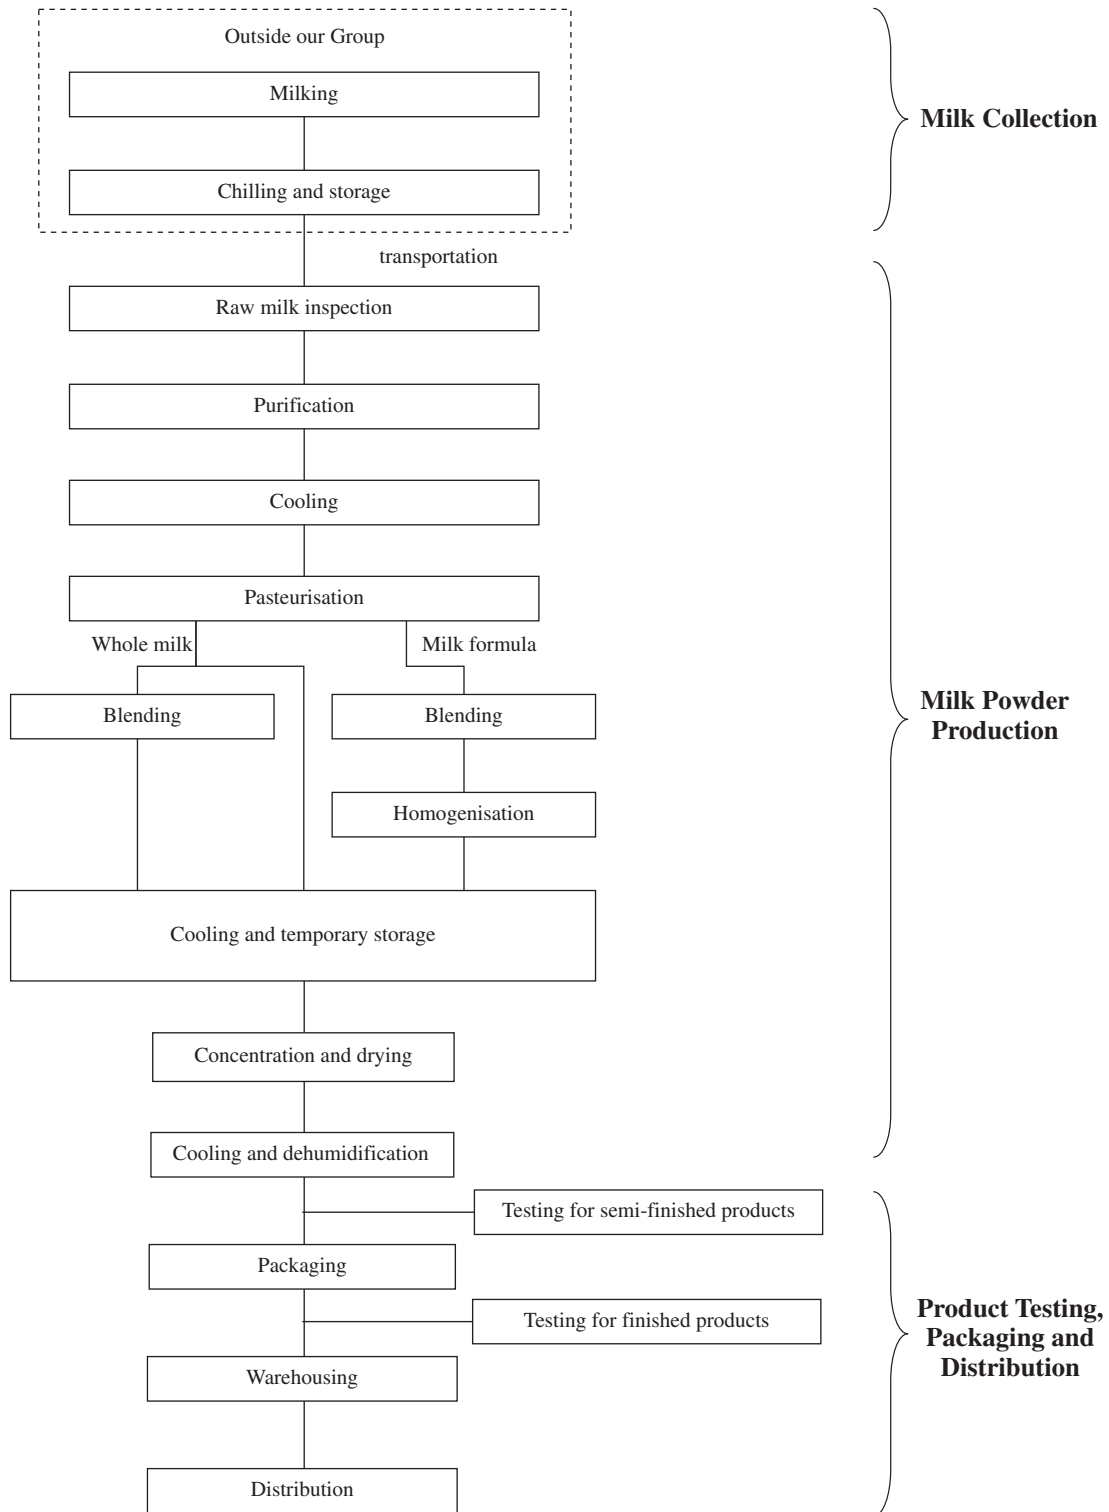 Outside our Group
Milking
Milk Collection
Chilling and storage
transportation
Raw milk inspection
Purification
Cooling
Pasteurisation
Whole milk
Milk formula
Blending
Blending
Milk Powder
Production
Homogenisation
Cooling and temporary storage
Concentration and drying
Cooling and dehumidification
Testing for semi-finished products
Packaging
Testing for finished products
Product Testing,
Packaging and
Distribution
Warehousing
Distribution